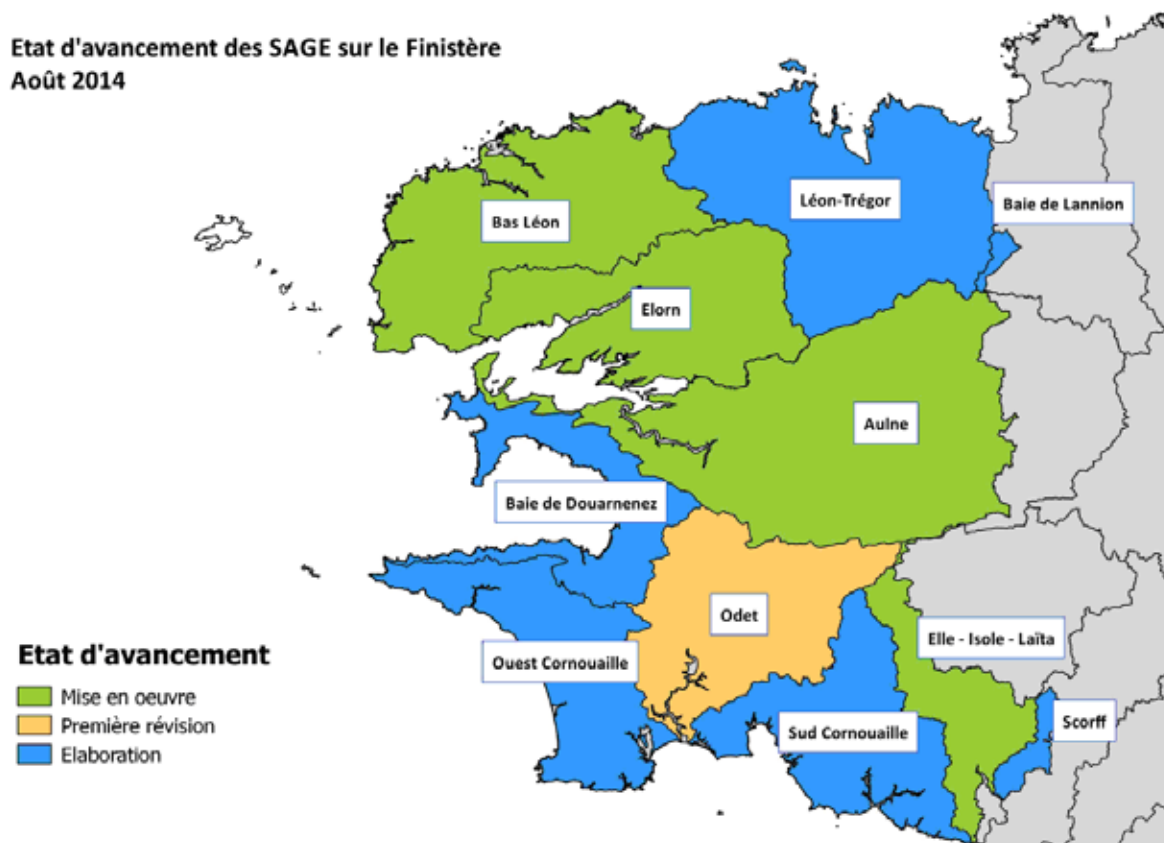 Etat d'avancement des SAGE sur le Finistère
Août 2014
Léon-Trégor
Baie de Lannion
Bas Léon
Elorn
Aulne
Baie de Douarnenez
Odet
Elle - Isole - Laïta
Ouest Cornouaille
Scorff
Sud Cornouaille
Etat d'avancement
Mise en oeuvre
Première révision
Elaboration